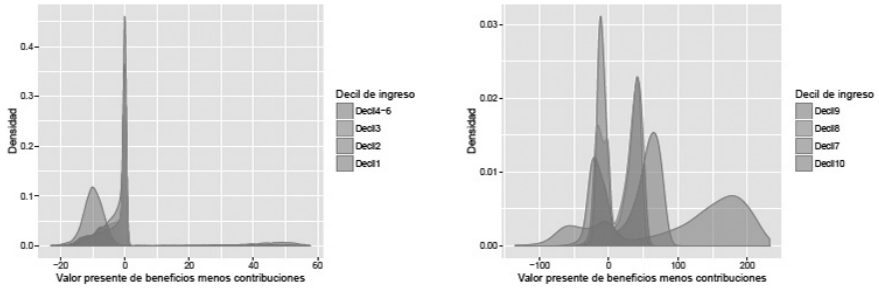 0.4
0.3
0.2
0.1
0.0
Densidad
−20
0
20
40
60
Valor presente de beneficios menos contribuciones
Decil de ingreso
Decil4−6
Decil3
Decil2
Decil1
0.03
0.02
0.01
0.00
Densidad
−100
0
100
200
Valor presente de beneficios menos contribuciones
Decil de ingreso
Decil9
Decil8
Decil7
Decil10